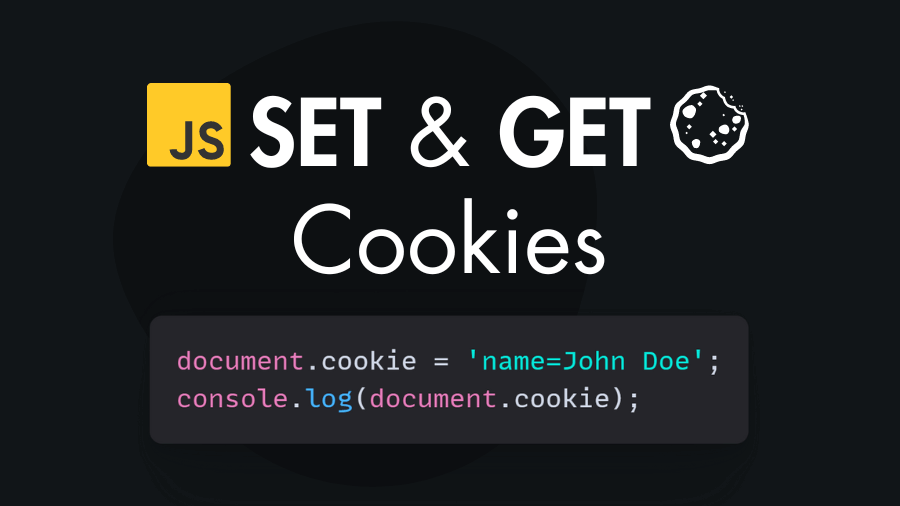 JS SET & GET
Cookies
document.cookie = 'name=John Doe';
console.log(document.cookie);